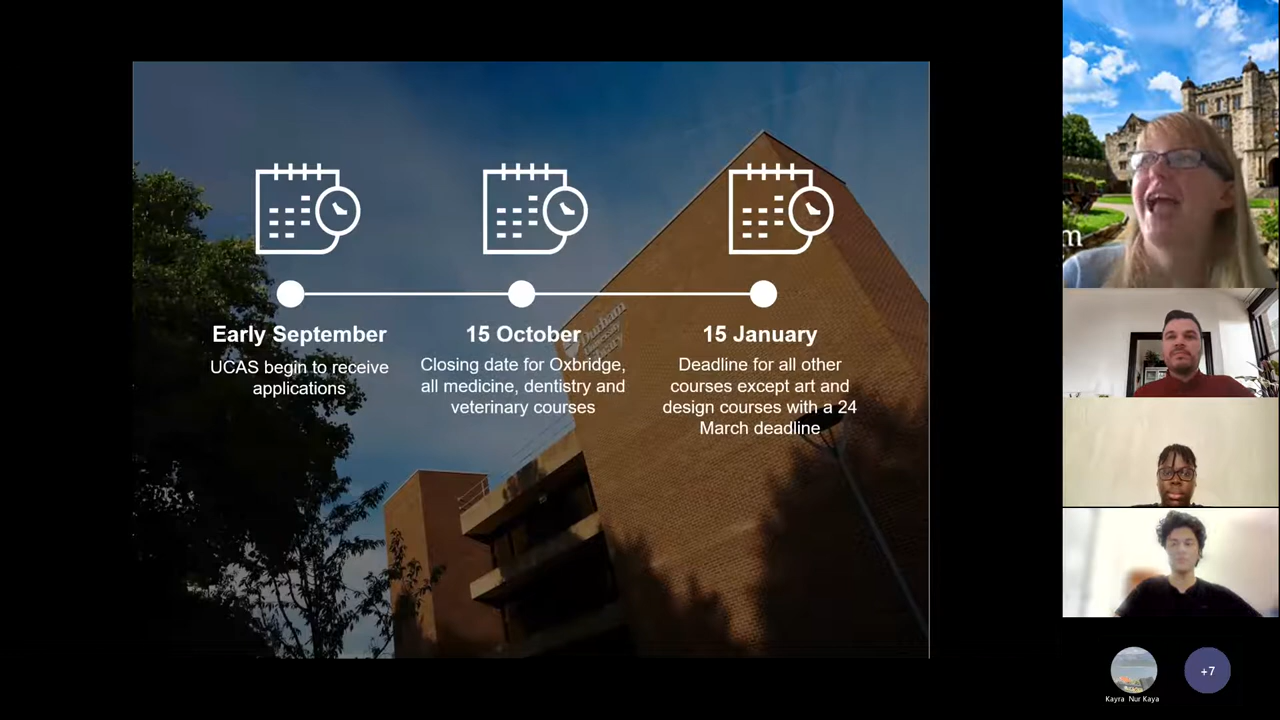 Early September
UCAS begin to receive
applications
15 October
Closing date for Oxbridge,
all medicine, dentistry and
veterinary courses
15 January
Deadline for all other
courses except art and
design courses with a 24
March deadline
Durham
University
m
Kayra Nur Kaya
+7